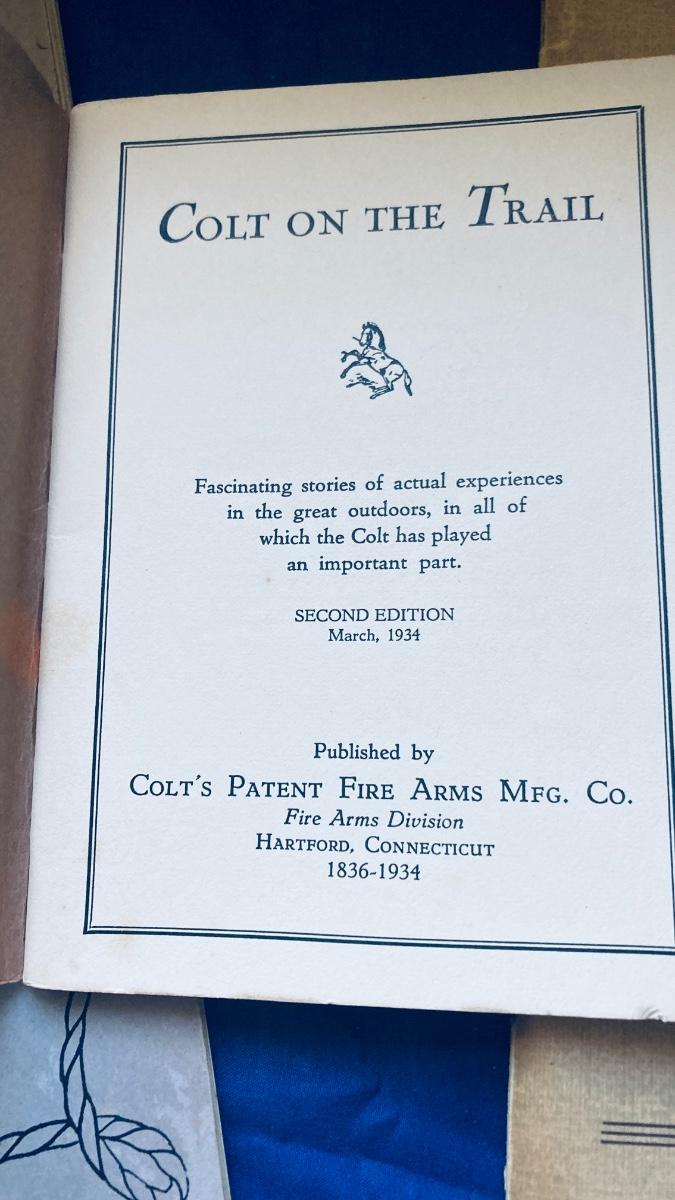 COLT ON THE TRAIL
Fascinating stories of actual experiences
in the great outdoors, in all of
which the Colt has played
an important part.
SECOND EDITION
March, 1934
Published by
COLT'S PATENT FIRE ARMS MFG. CO.
Fire Arms Division
HARTFORD, CONNECTICUT
1836-1934